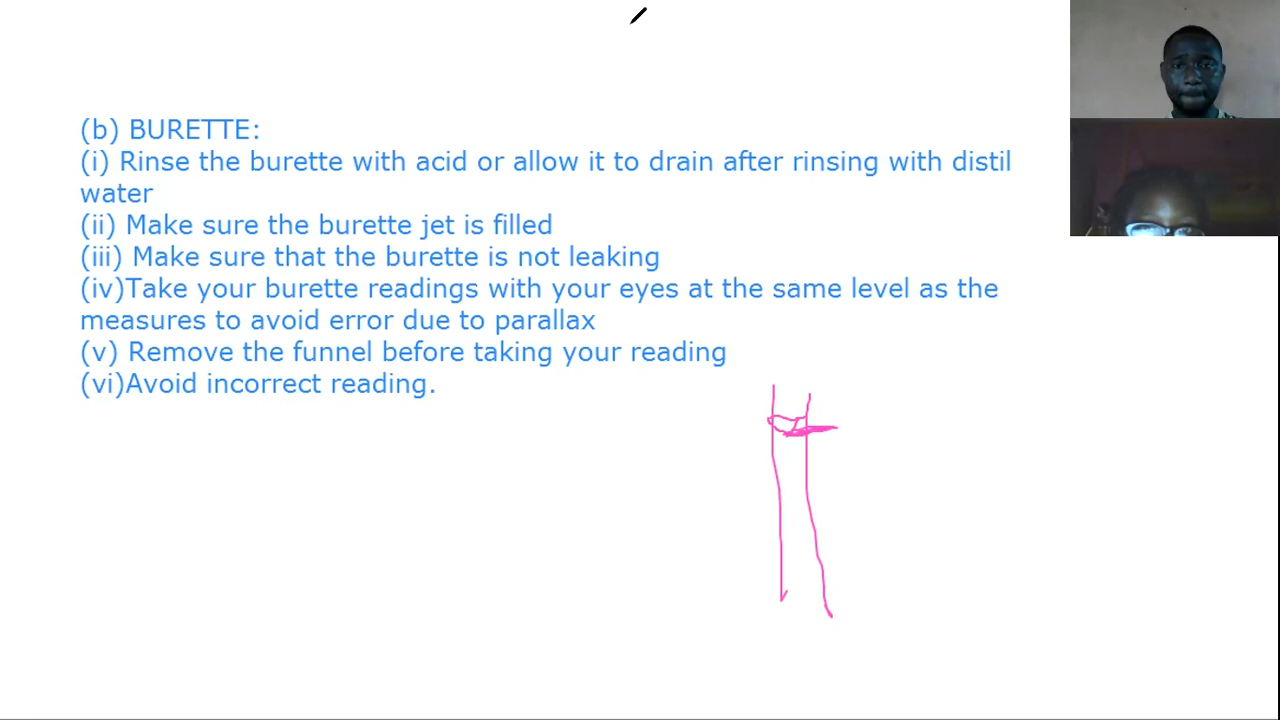 (b) BURETTE:
(i) Rinse the burette with acid or allow it to drain after rinsing with distil
water
(ii) Make sure the burette jet is filled
(iii) Make sure that the burette is not leaking
(iv)Take your burette readings with your eyes at the same level as the
measures to avoid error due to parallax
(v) Remove the funnel before taking your reading
(vi)Avoid incorrect reading.